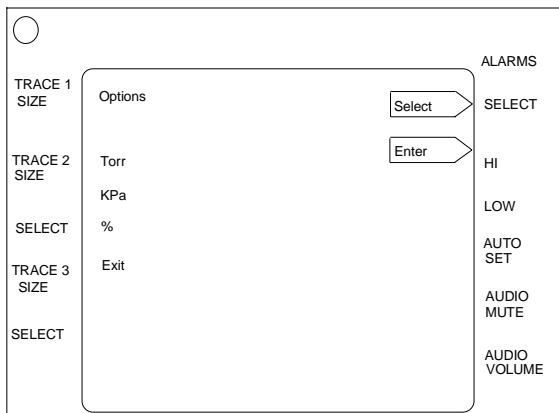 TRACE 1
SIZE
TRACE 2
SIZE
SELECT
TRACE 3
SIZE
SELECT
Options
Torr
KPa
%
Exit
Select
Enter
ALARMS
SELECT
HI
LOW
AUTO
SET
AUDIO
MUTE
AUDIO
VOLUME